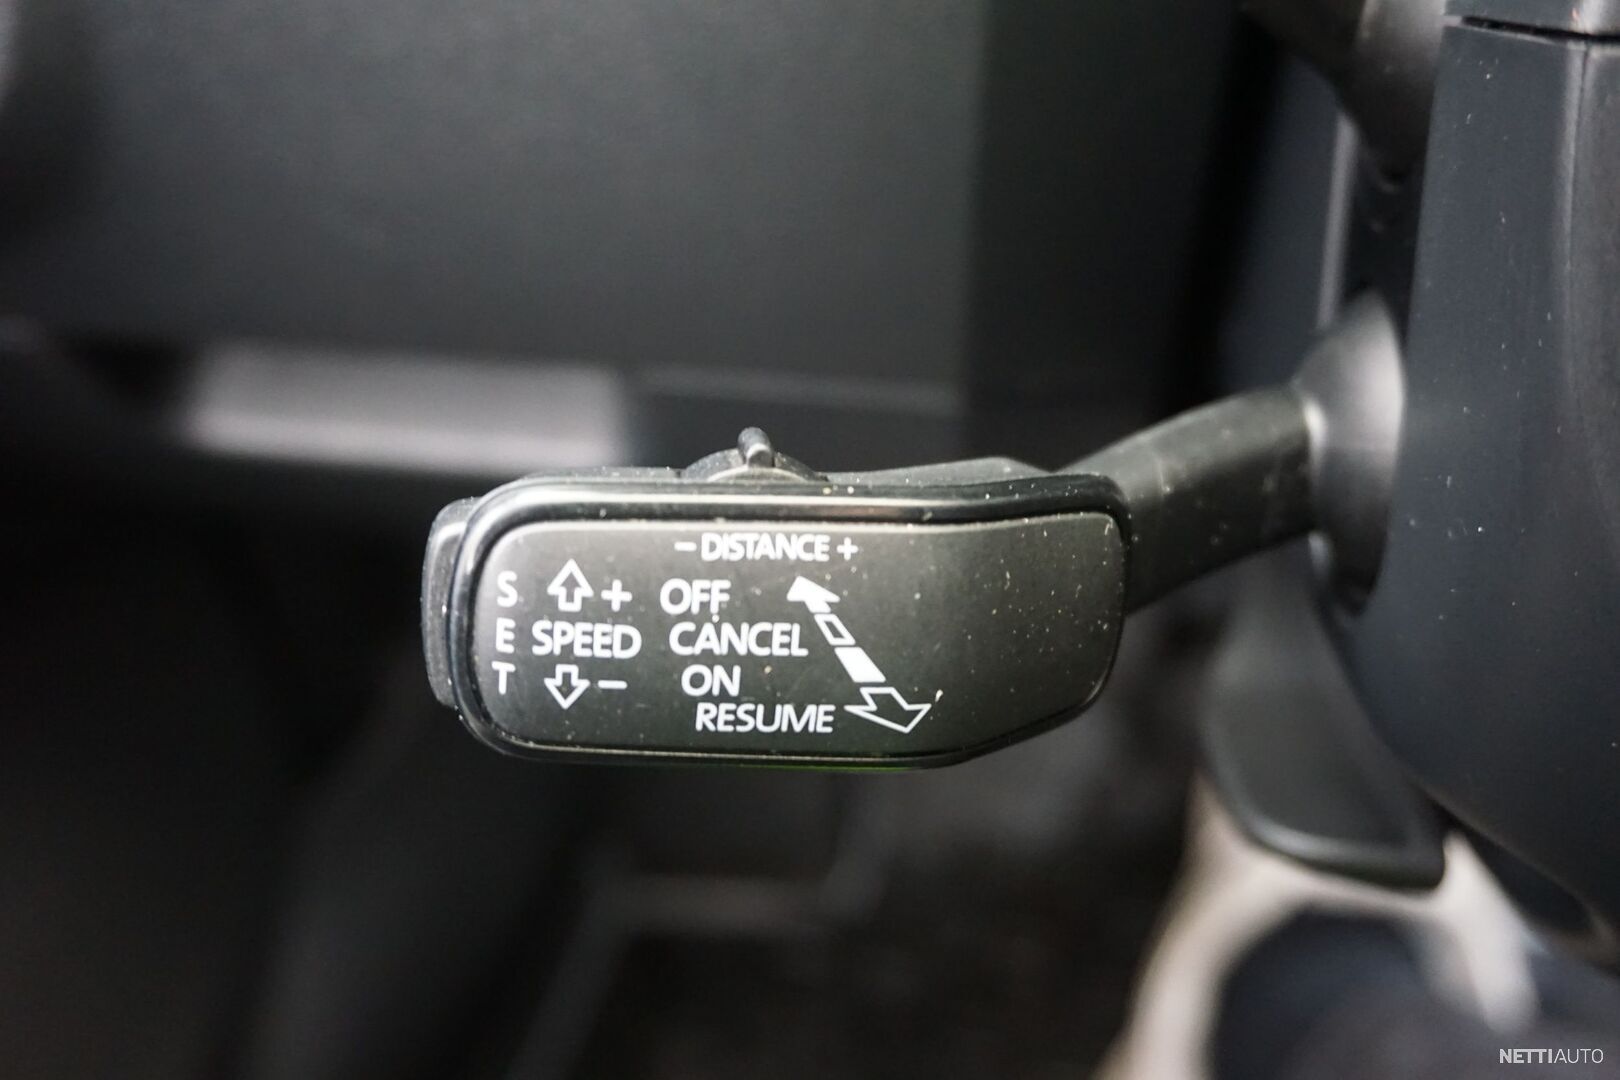 - DISTANCE +
S + OFF
E SPEED CANCEL
T - ON
RESUME
NETTIAUTO